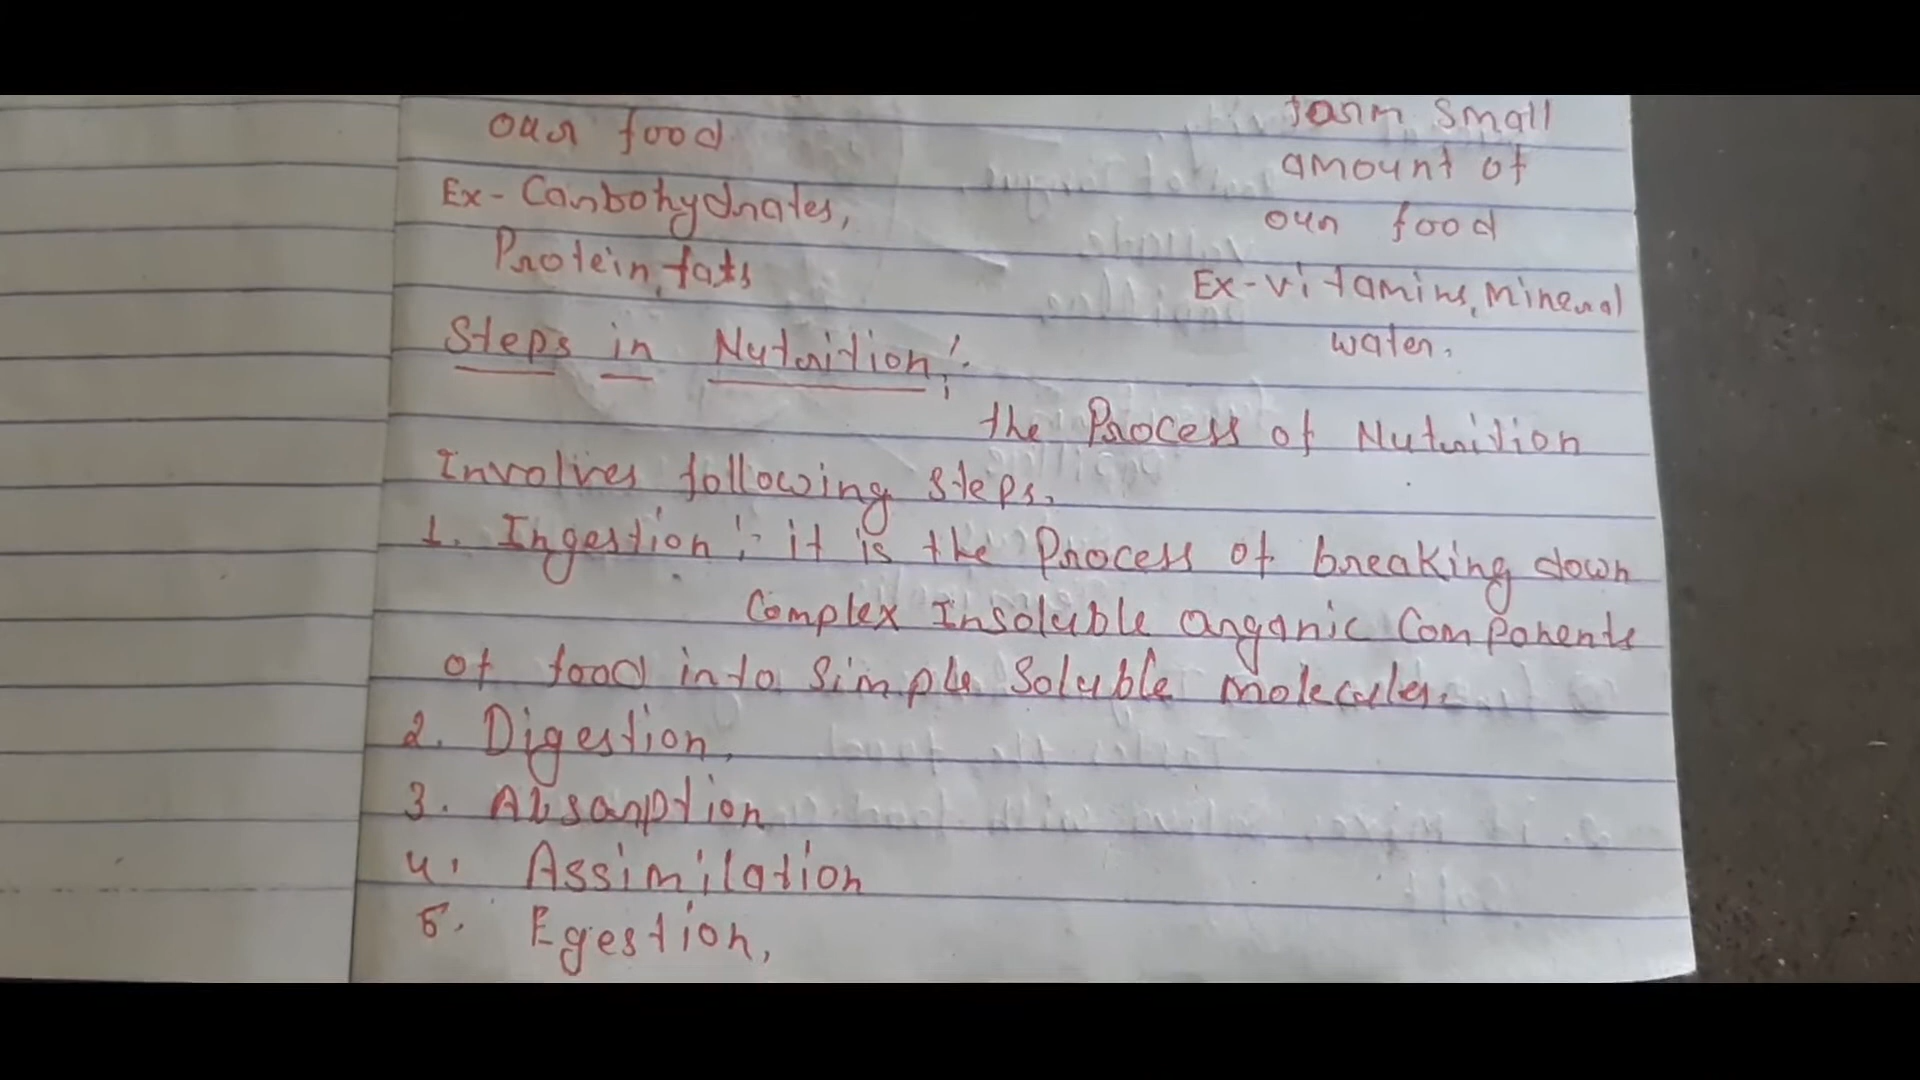 our food
form small
amount of
Ex- Carbohydrates,
our food
Protein, fats
Ex- vitamins, mineral
water.
Steps in Nutrition:
the Process of Nutrition
Involves following steps.
1. Ingestion :- it is the Process of breaking down
Complex Insoluble organic Components
of food into simple soluble molecules.
2. Digestion.
3. Absorption
4. Assimilation
5. Egestion,